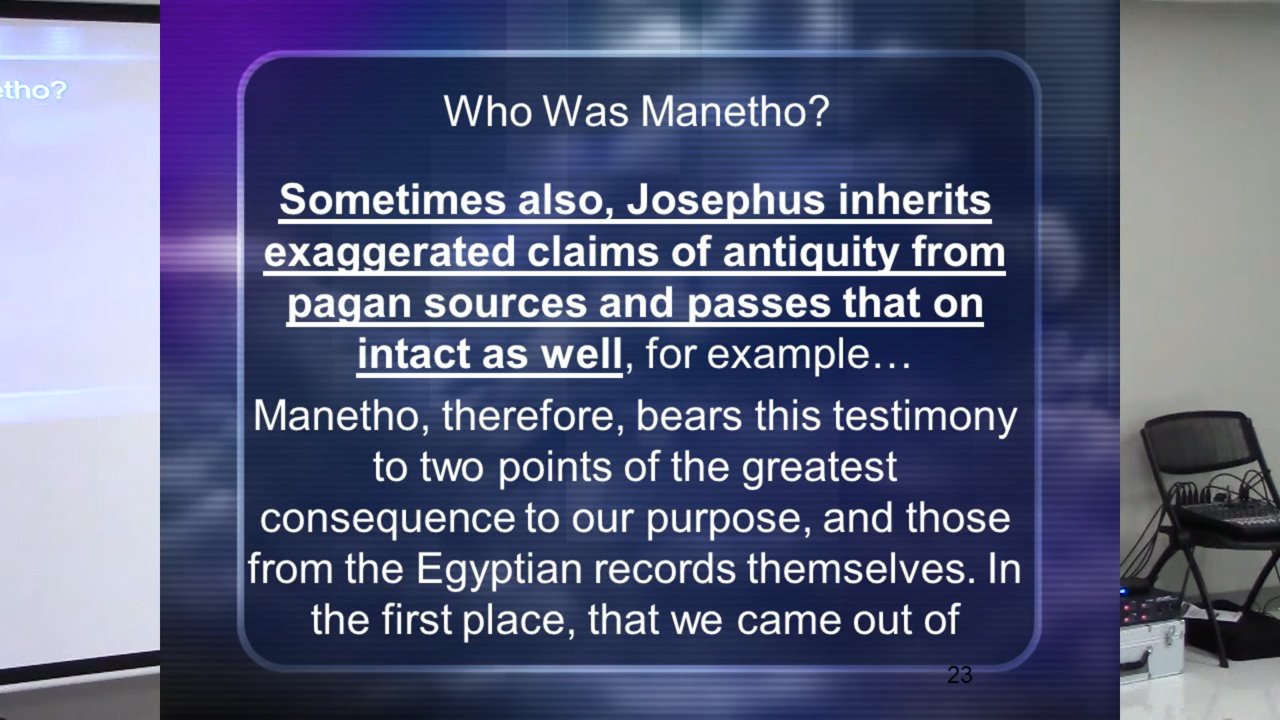 etho?
Who Was Manetho?
Sometimes also, Josephus inherits
exaggerated claims of antiquity from
pagan sources and passes that on
intact as well, for example…
Manetho, therefore, bears this testimony
to two points of the greatest
consequence to our purpose, and those
from the Egyptian records themselves. In
the first place, that we came out of
23